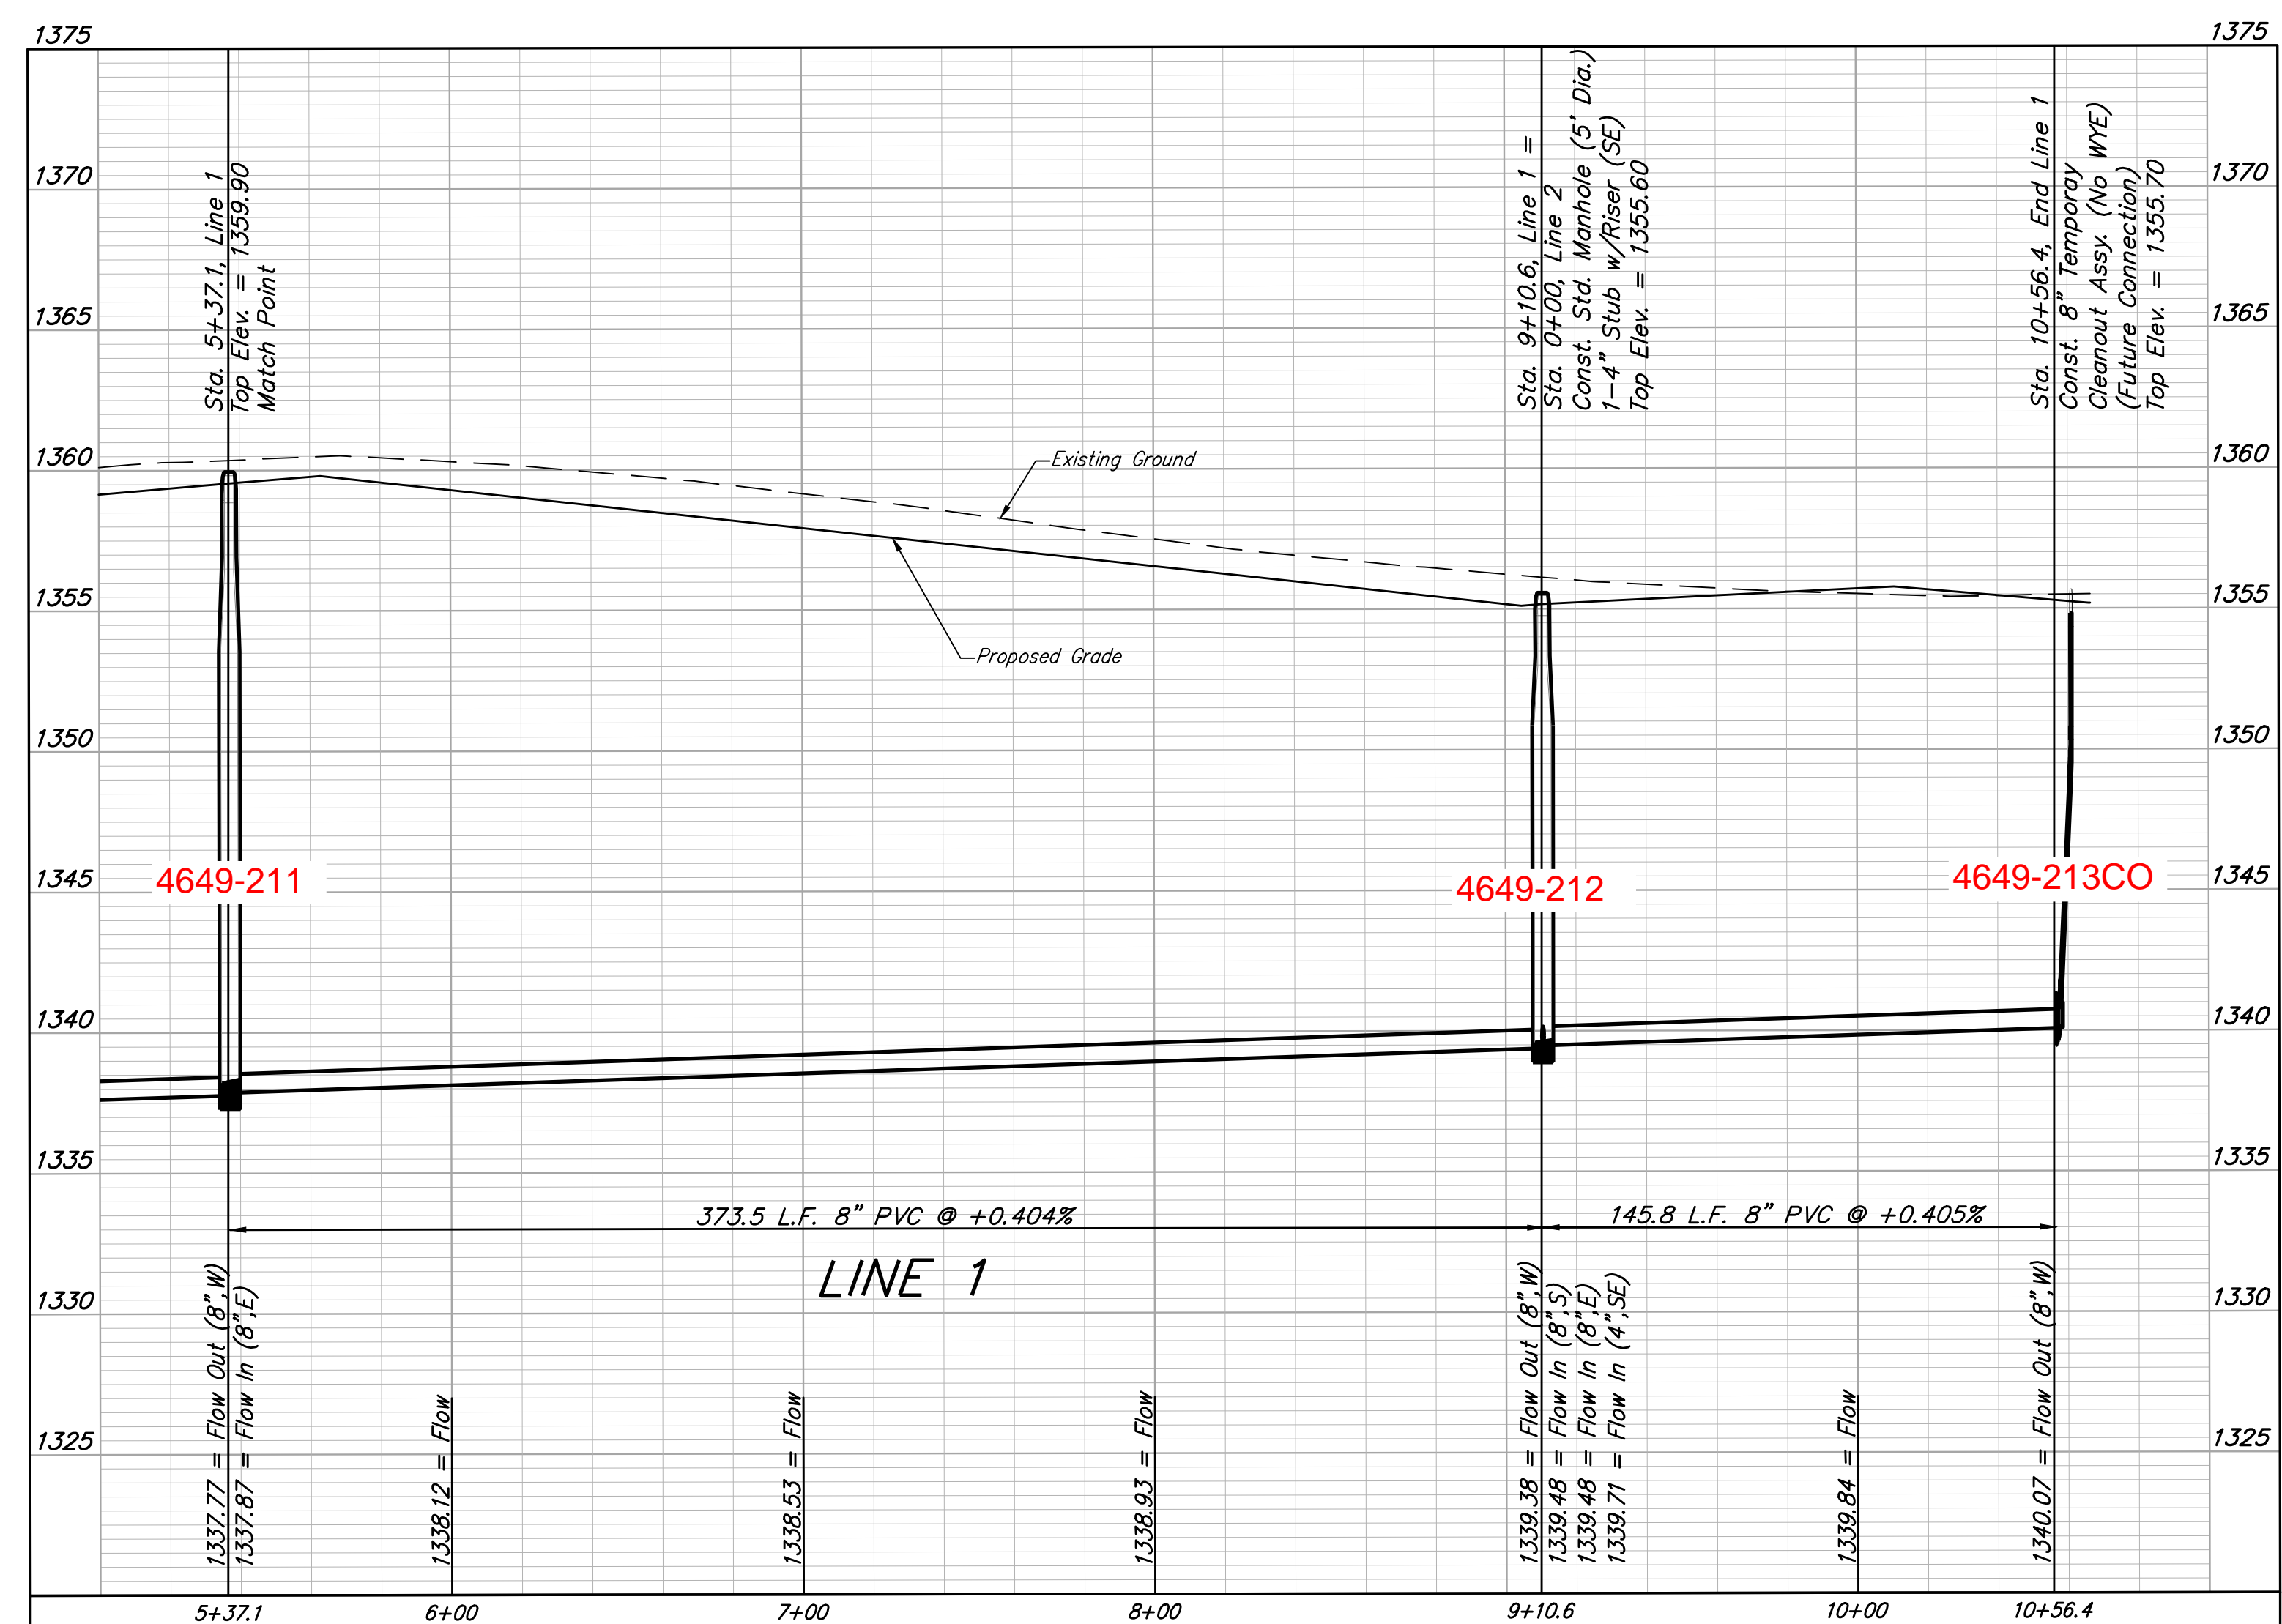 1375
1370
1365
1360
1355
1350
1345
1340
1335
1330
1325
Sta. 5+37.1, Line 1
Top Elev. = 1359.90
Match Point
Sta. 9+10.6, Line 1 =
Sta. 0+00, Line 2
Const. Std. Manhole (5' Dia.)
1-4" Stub w/Riser (SE)
Top Elev. = 1355.60
Sta. 10+56.4, End Line 1
Const. 8" Temporay
Cleanout Assy. (No WYE)
(Future Connection)
Top Elev. = 1355.70
1375
1370
1365
1360
1355
1350
1345
1340
1335
1330
1325
Existing Ground
Proposed Grade
4649-211
4649-212
4649-213CO
373.5 L.F. 8" PVC @ +0.404%
145.8 L.F. 8" PVC @ +0.405%
LINE 1
1337.77 = Flow Out (8",W)
1337.87 = Flow In (8",E)
1338.12 = Flow
1338.53 = Flow
1338.93 = Flow
1339.38 = Flow Out (8",W)
1339.48 = Flow In (8",S)
1339.48 = Flow In (8",E)
1339.71 = Flow In (4",SE)
1339.84 = Flow
1340.07 = Flow Out (8",W)
5+37.1
6+00
7+00
8+00
9+10.6
10+00
10+56.4